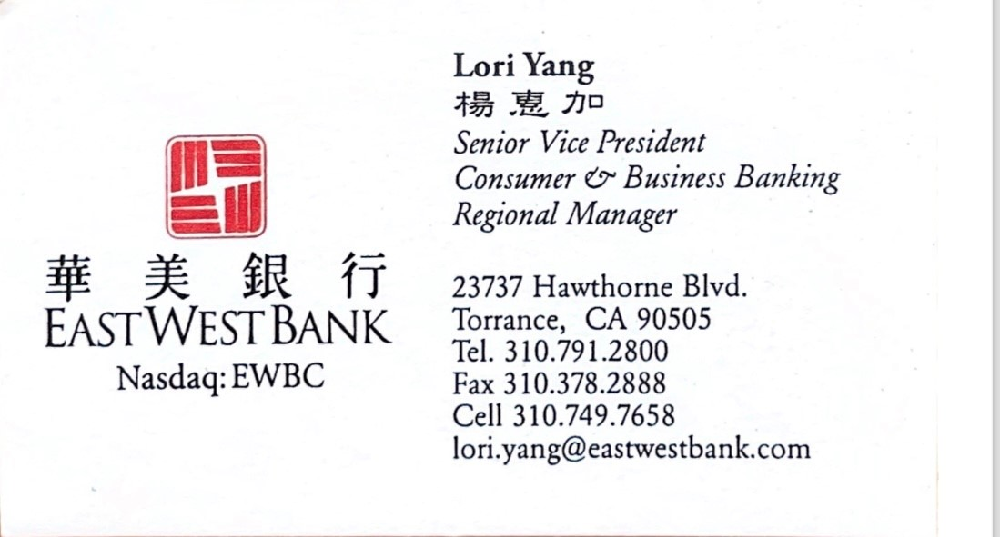 華美銀行
EAST WEST BANK
Nasdaq: EWBC
Lori Yang
楊惠加
Senior Vice President
Consumer & Business Banking
Regional Manager
23737 Hawthorne Blvd.
Torrance, CA 90505
Tel. 310.791.2800
Fax 310.378.2888
Cell 310.749.7658
lori.yang@eastwestbank.com